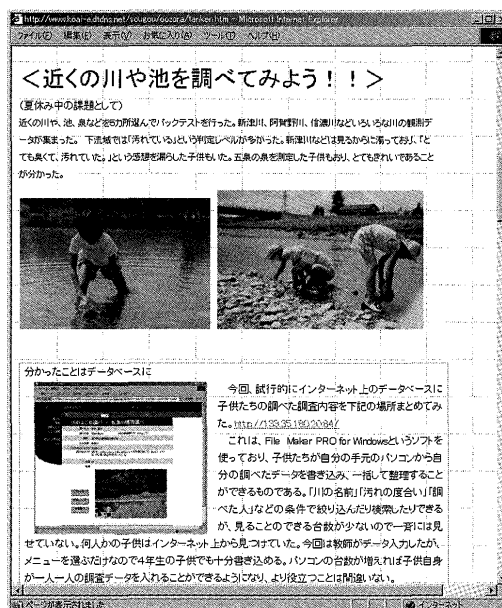 http://www.koal-e.dtdns.net/sougou/oozora/tanken.htm - Microsoft Internet Explorer
ファイル(F) 編集(E) 表示(V) お気に入り(A) ツール(T) ヘルプ(H)
＜近くの川や池を調べてみよう！！＞
(夏休み中の課題として)
近くの川や、池、泉などを5カ所選んでパックテストを行った。新津川、阿賀野川、信濃川などいろいろな川の観測デ
ータが集まった。 下流域では「汚れている」という判定レベルが多かった。新津川などは見るからに濁っており、「と
ても臭くて、汚れていた。」という感想を漏らした子供もいた。五泉の泉を測定した子供もおり、とてもきれいであること
が分かった。
分かったことはデータベースに
今回、試行的にインターネット上のデータベースに
子供たちの調べた調査内容を下記の場所まとめてみ
た。http://133.35.180.20:84/
これは、File Maker PRO for Windowsというソフトを
使っており、子供たちが自分の手元のパソコンから自
分の調べたデータを書き込み、一括して整理すること
ができるものである。「川の名前」「汚れの度合い」「調
べた人」などの条件で絞り込んだり検索したりできる
が、見ることのできる台数が少ないので一斉には見
せていない。何人かの子供はインターネット上から見つけていた。今回は教師がデータ入力したが、
メニューを選ぶだけなので4年生の子供でも十分書き込める。パソコンの台数が増えれば子供自身
が一人一人の調査データを入れることができるようになり、より役立つことは間違いない。
ページが表示されました
インターネット